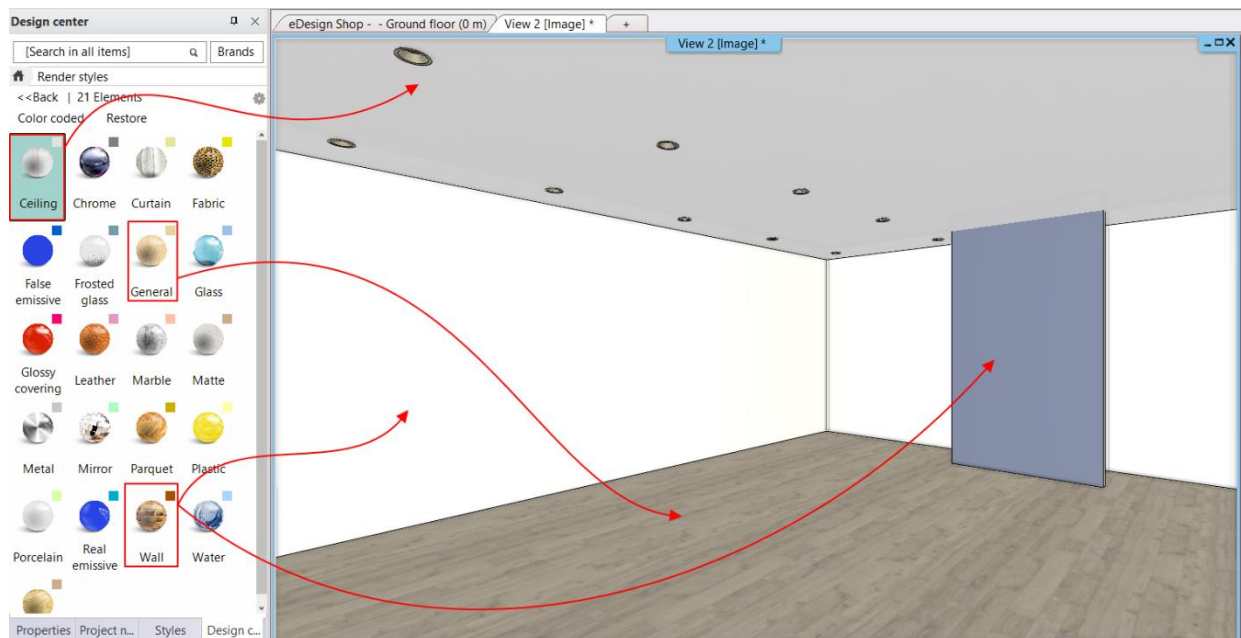 Design center
[Search in all items] Brands
Render styles
<<Back | 21 Elements
Color coded Restore
Ceiling Chrome Curtain Fabric
False
emissive
Frosted
glass
General Glass
Glossy
covering
Leather Marble Matte
Metal Mirror Parquet Plastic
Porcelain
Real
emissive
Wall Water
Properties Project n... Styles Design c...
eDesign Shop - - Ground floor (0 m) View 2 [Image] * +
View 2 [Image] *